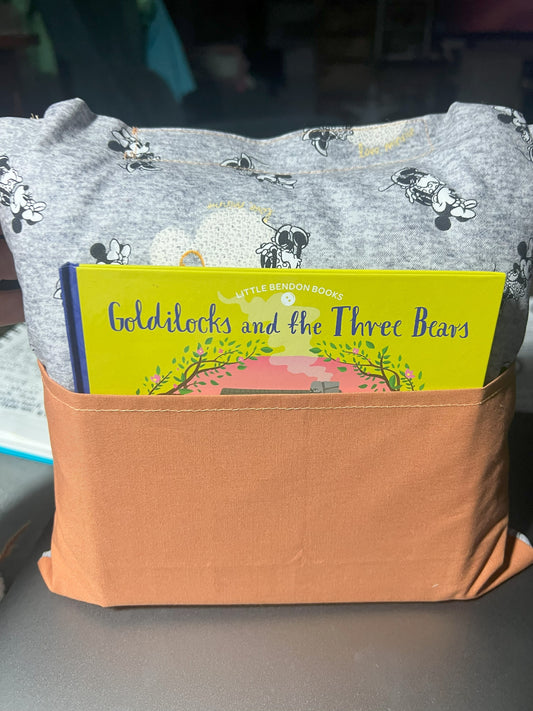 LITTLE BENDON BOOKS
Goldilocks and the Three Bears